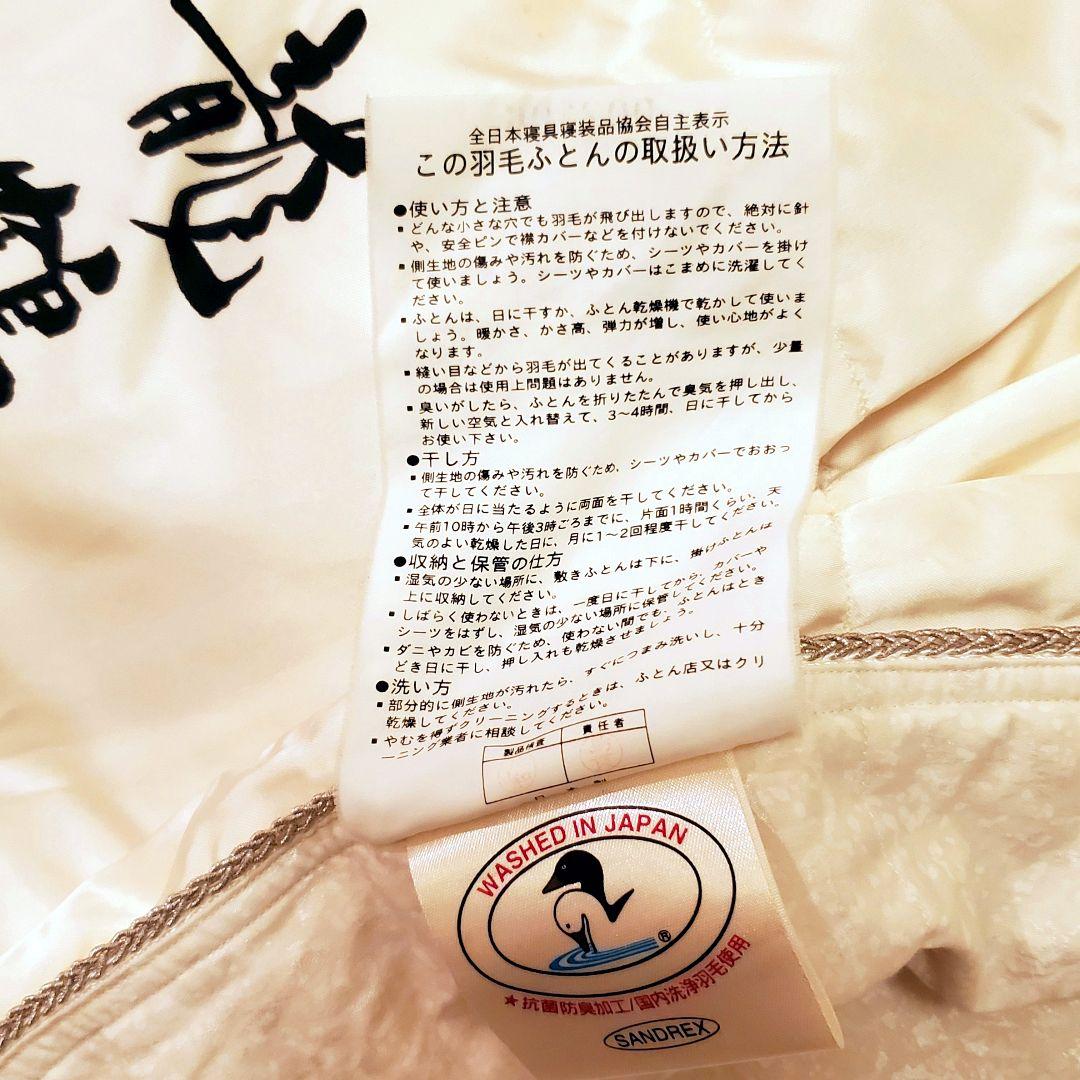 龍
全日本寝具寝装品協会自主表示
この羽毛ふとんの取扱い方法
●使い方と注意
▪どんな小さな穴でも羽毛が飛び出しますので、絶対に針
や、安全ピンで襟カバーなどを付けないでください。
▪側生地の傷みや汚れを防ぐため、シーツやカバーを掛け
て使いましょう。シーツやカバーはこまめに洗濯してく
ださい。
▪ふとんは、日に干すか、ふとん乾燥機で乾かして使いま
しょう。暖かさ、かさ高、弾力が増し、使い心地がよく
なります。
▪縫い目などから羽毛が出てくることがありますが、少量
の場合は使用上問題はありません。
▪臭いがしたら、ふとんを折りたたんで臭気を押し出し、
新しい空気と入れ替えて、3〜4時間、日に干してから
お使い下さい。
●干し方
▪側生地の傷みや汚れを防ぐため、シーツやカバーでおおっ
て干してください。
▪全体が日に当たるように両面を干してください。
▪午前10時から午後3時ごろまでに、片面1時間くらい、天
気のよい乾燥した日に、月に1〜2回程度干してください。
●収納と保管の仕方
▪湿気の少ない場所に、敷きふとんは下に、掛けふとんは
上に収納してください。
▪しばらく使わないときは、一度日に干してから、カバーや
シーツをはずし、湿気の少ない場所に保管してください。
▪ダニやカビを防ぐため、使わない間でも、ふとんはとき
どき日に干し、押し入れも乾燥させましょう。
●洗い方
▪部分的に側生地が汚れたら、すぐにつまみ洗いし、十分
乾燥してください。
▪やむを得ずクリーニングするときは、ふとん店又はクリ
ーニング業者に相談してください。
製品検査 責任者
WASHED IN JAPAN
®
★抗菌防臭加工/国内洗浄羽毛使用
SANDREX